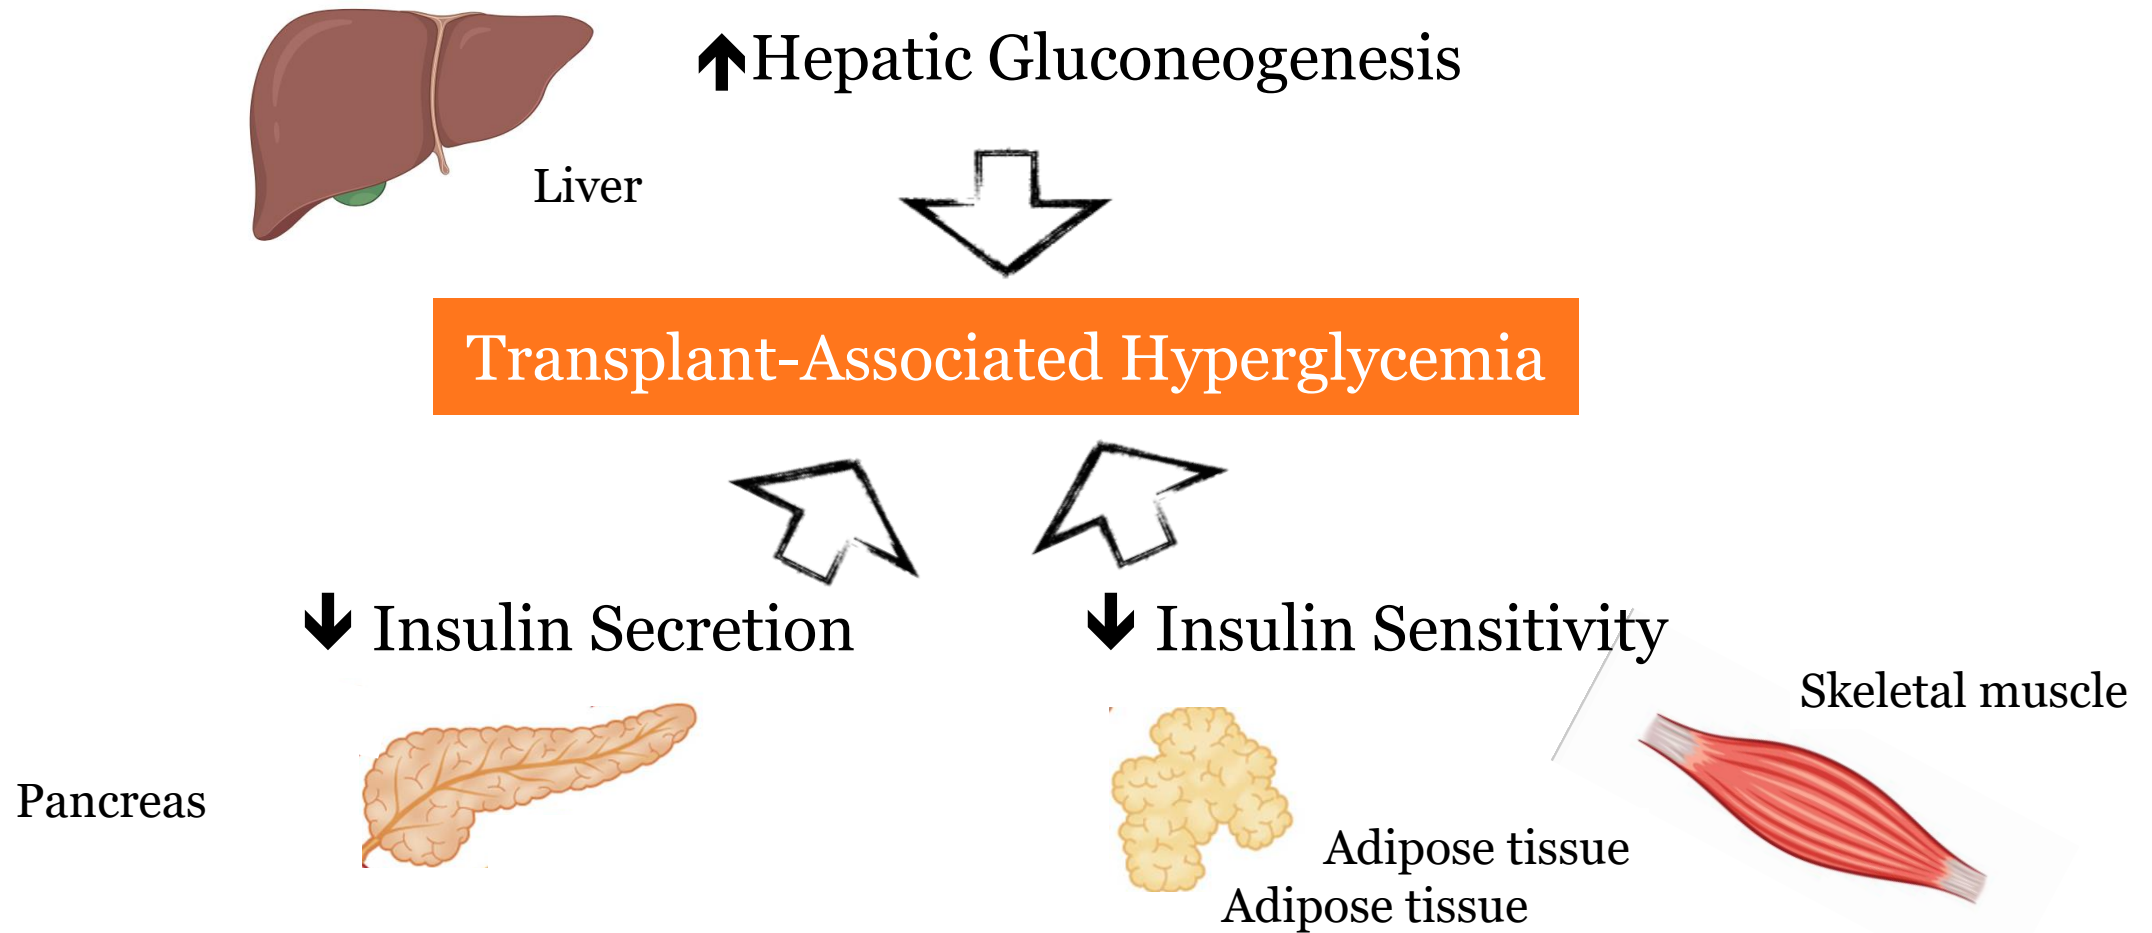 🡹Hepatic Gluconeogenesis
Liver
Transplant-Associated Hyperglycemia
🡻 Insulin Secretion
🡻 Insulin Sensitivity
Skeletal muscle
Pancreas
Adipose tissue
Adipose tissue